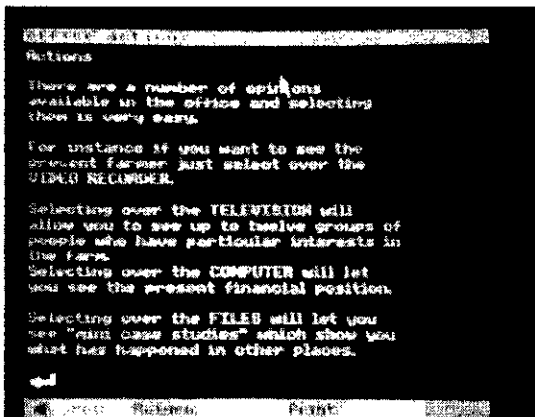 Actions
There are a number of opinions
available in the office and selecting
them is very easy.
For instance if you want to see the
present farmer just select over the
VIDEO RECORDER.
Selecting over the TELEVISION will
allow you to see up to twelve groups of
people who have particular interests in
the farm.
Selecting over the COMPUTER will let
you see the present financial position.
Selecting over the FILES will let you
see "mini case studies" which show you
what has happened in other places.
Print